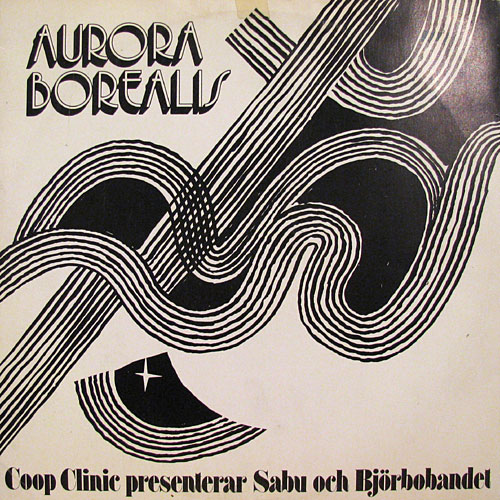 AURORA
BOREALIS
Coop Clinic presenterar Sabu och Björbobandet